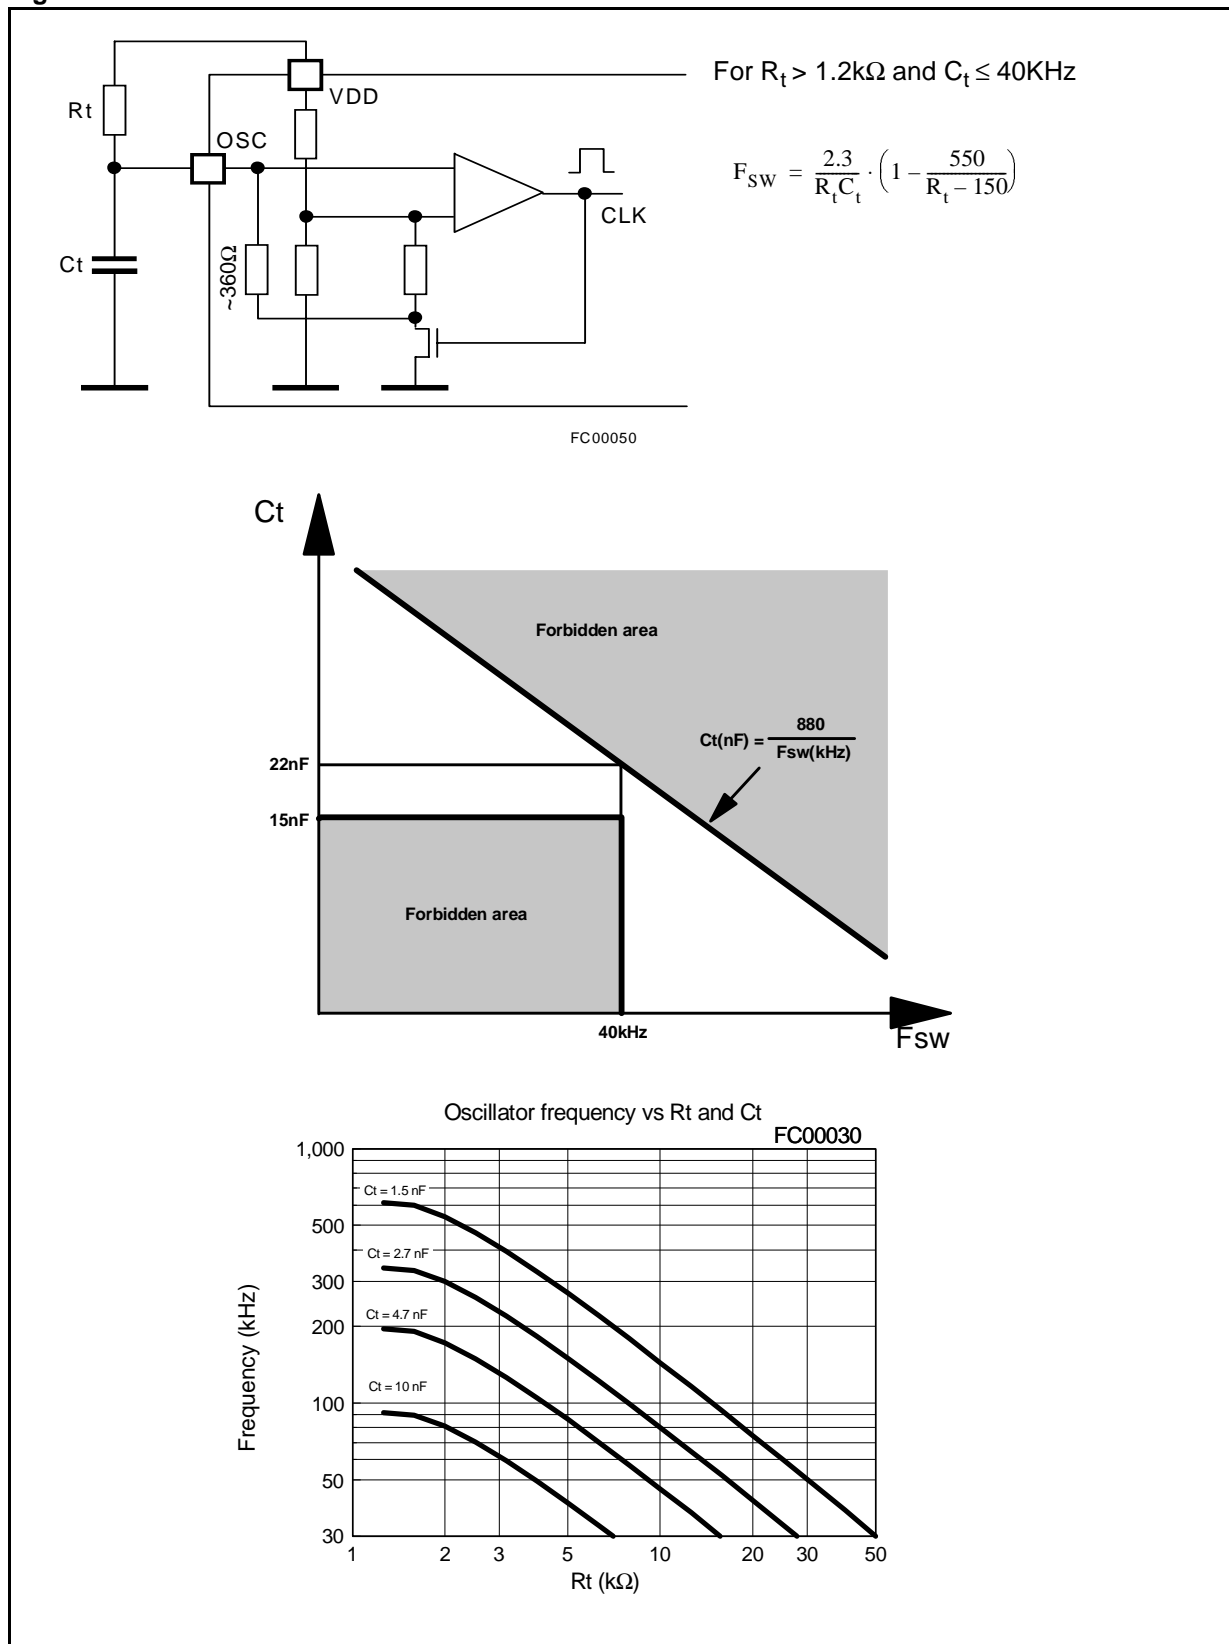 For Rt > 1.2kΩ and Ct ≤ 40KHz
FSW = 2.3 / RtCt · (1 − 550 / Rt − 150)
VDD
Rt
OSC
CLK
Ct
~360Ω
FC00050
Ct
Forbidden area
Ct(nF) = 880 / Fsw(kHz)
22nF
15nF
Forbidden area
40kHz
Fsw
Oscillator frequency vs Rt and Ct
FC00030
1,000
Ct = 1.5 nF
500
Ct = 2.7 nF
300
Ct = 4.7 nF
200
Ct = 10 nF
100
50
30
Frequency (kHz)
1 2 3 5 10 20 30 50
Rt (kΩ)